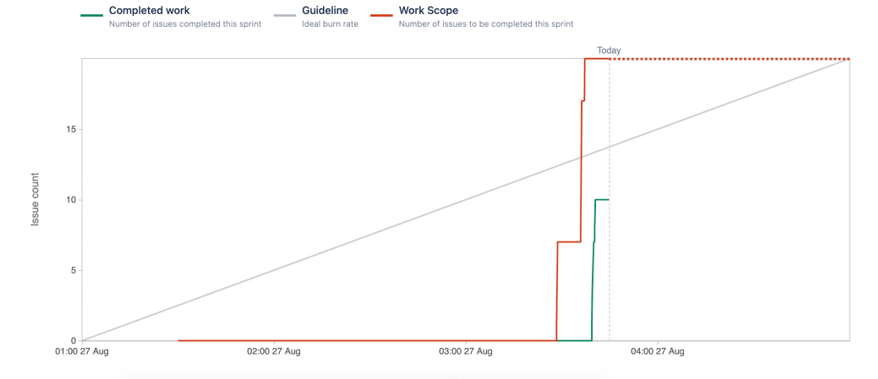 Completed work
Number of issues completed this sprint
Guideline
Ideal burn rate
Work Scope
Number of issues to be completed this sprint
Today
15
10
5
0
Issue count
01:00 27 Aug
02:00 27 Aug
03:00 27 Aug
04:00 27 Aug